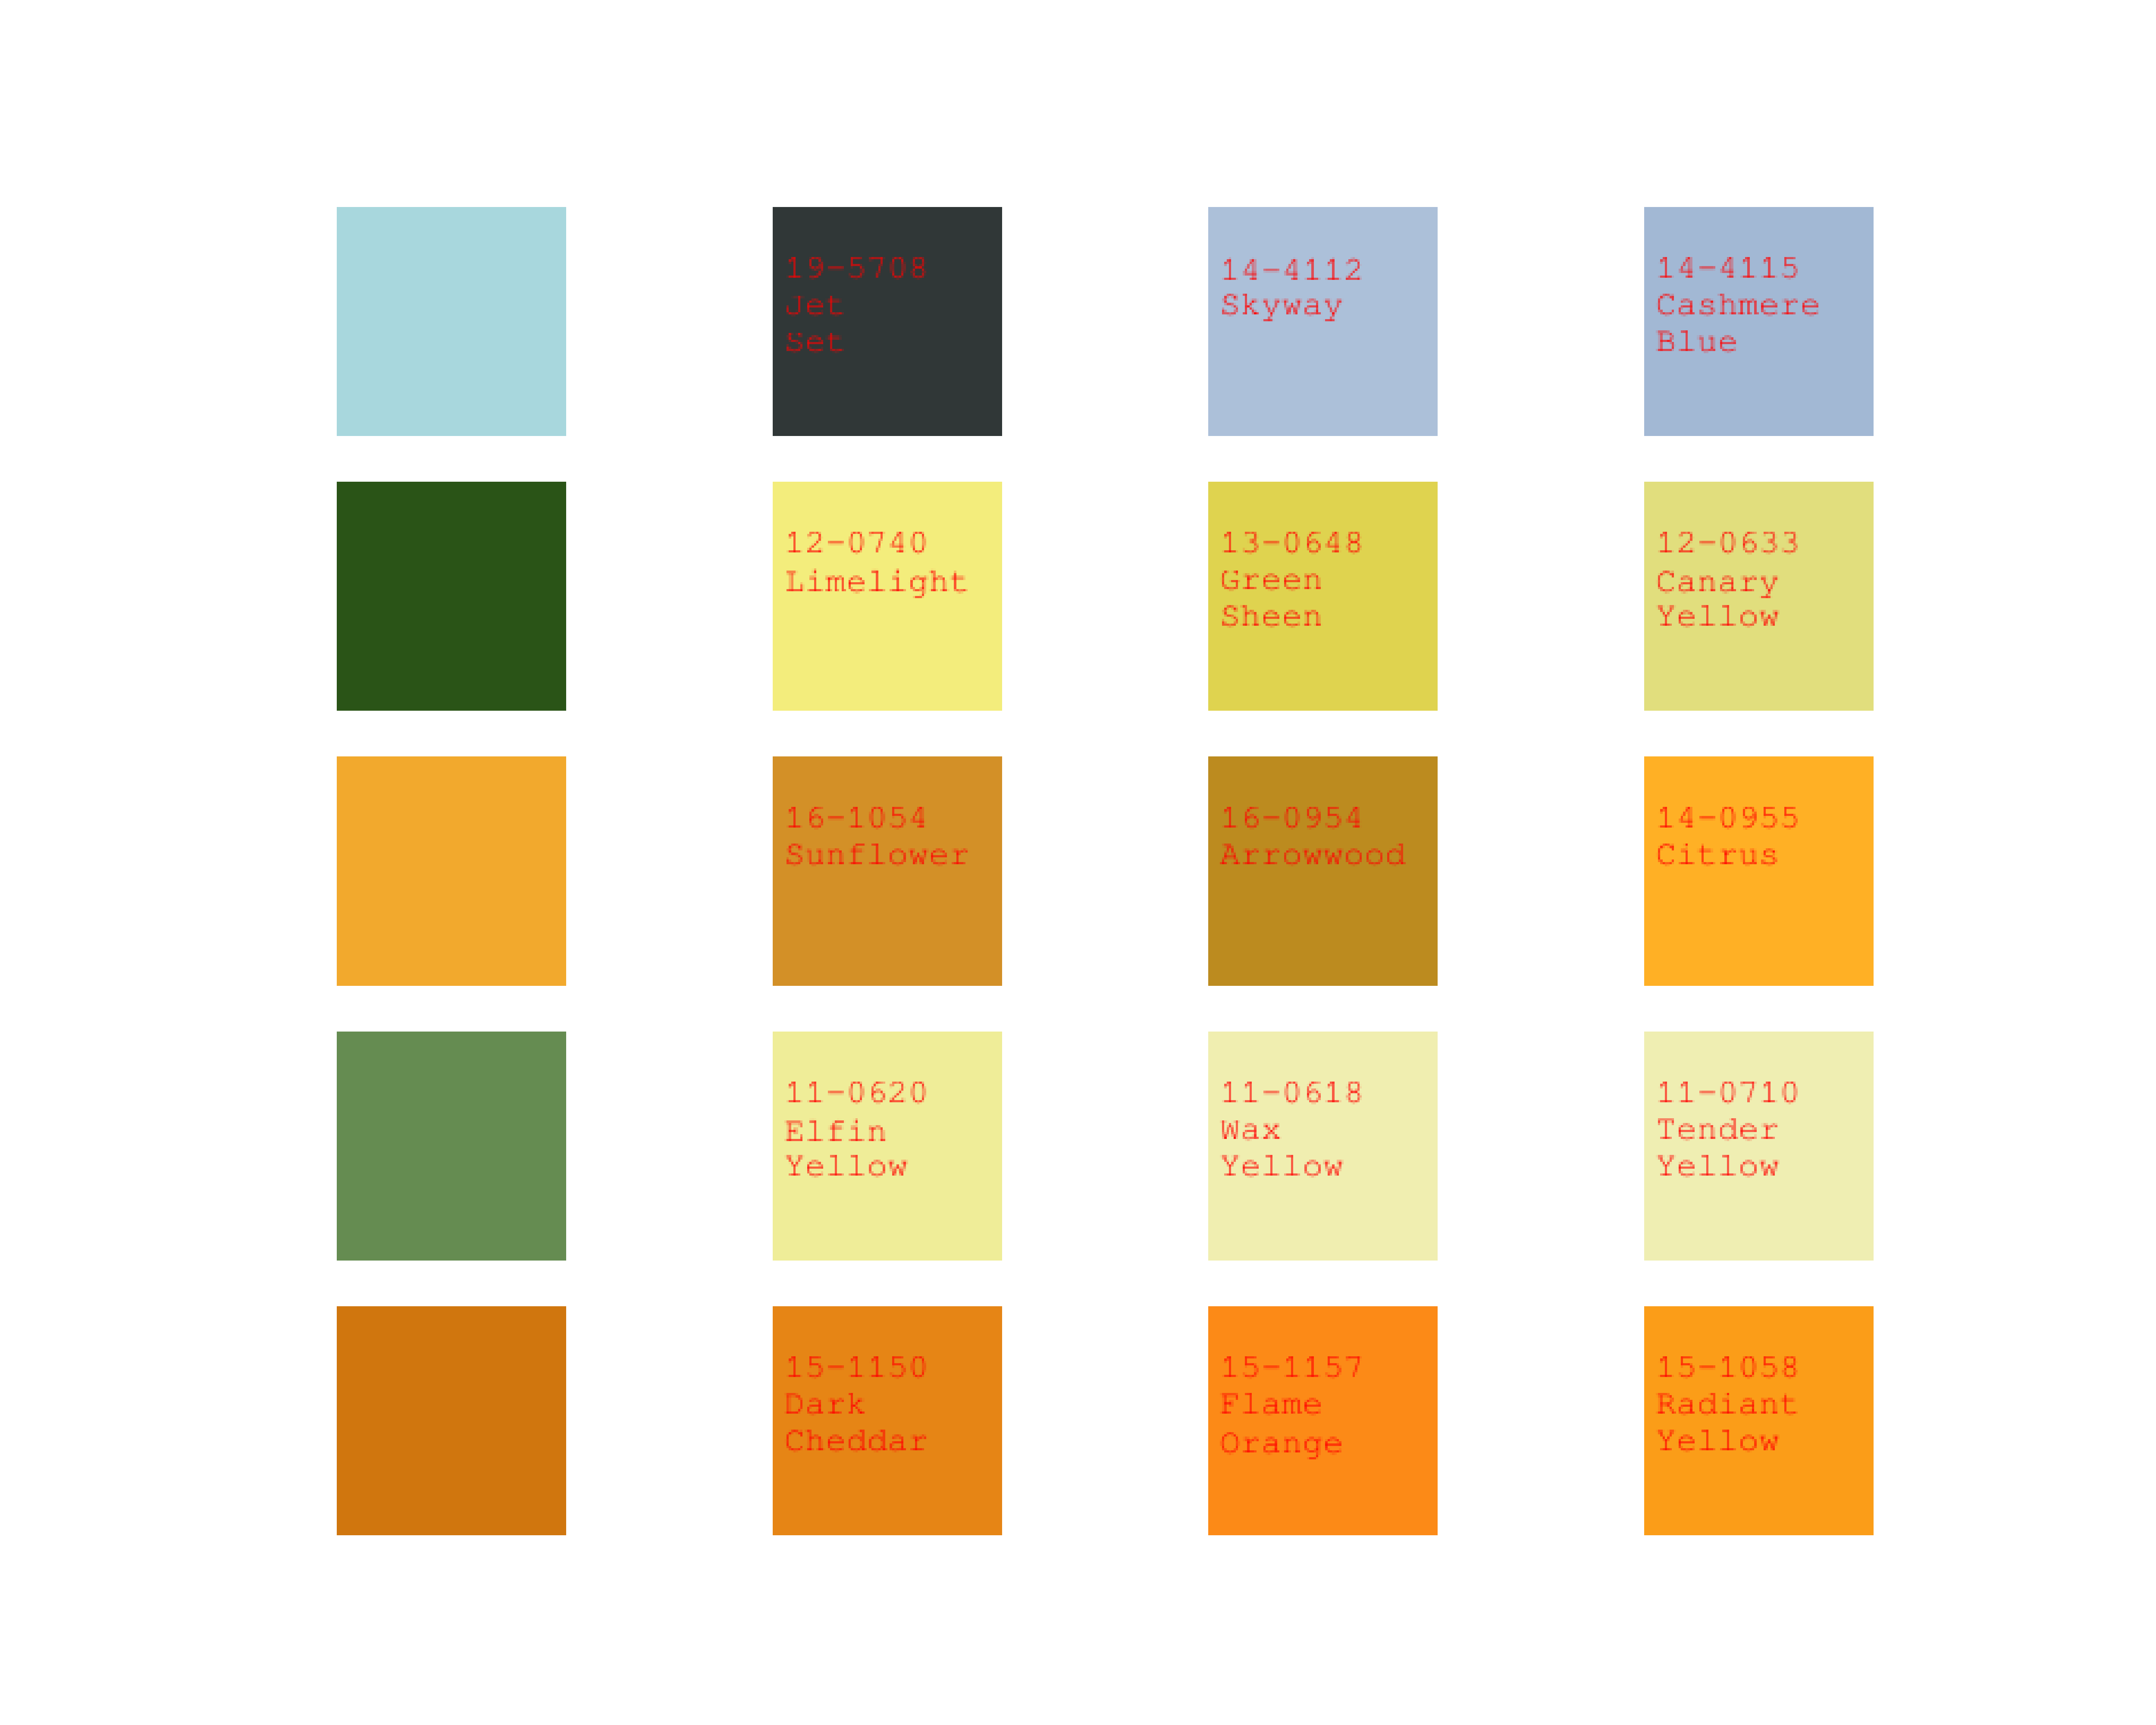 19-5708
Jet
Set
14-4112
Skyway
14-4115
Cashmere
Blue
12-0740
Limelight
13-0648
Green
Sheen
12-0633
Canary
Yellow
16-1054
Sunflower
16-0954
Arrowwood
14-0955
Citrus
11-0620
Elfin
Yellow
11-0618
Wax
Yellow
11-0710
Tender
Yellow
15-1150
Dark
Cheddar
15-1157
Flame
Orange
15-1058
Radiant
Yellow